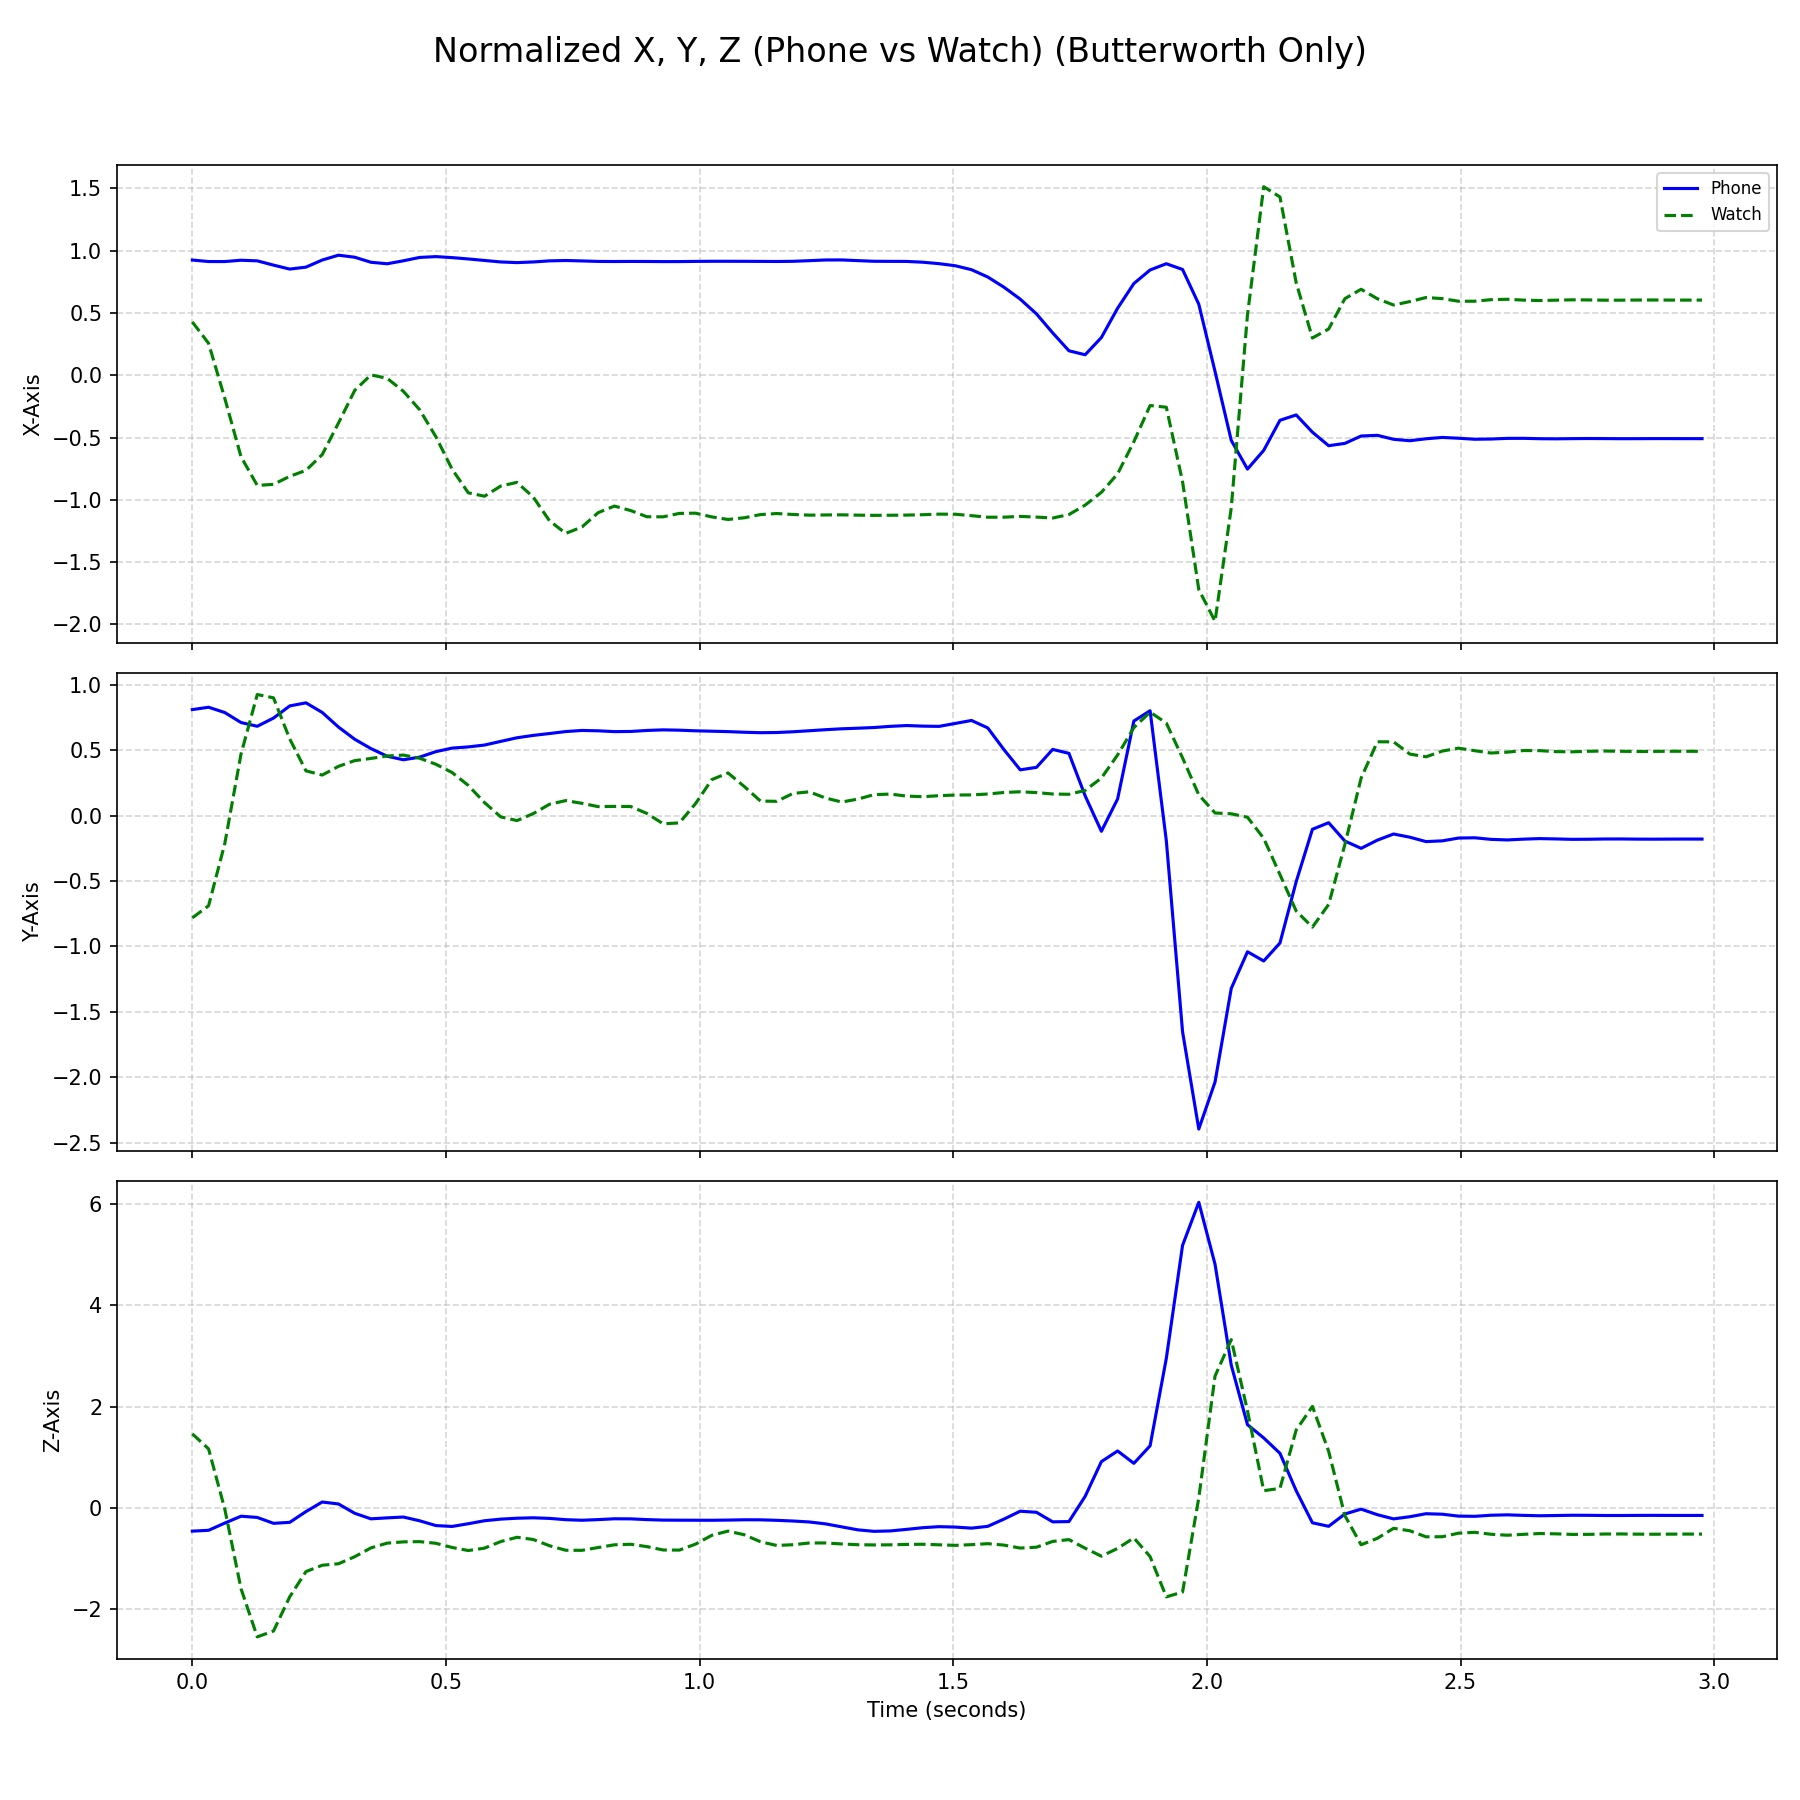 Normalized X, Y, Z (Phone vs Watch) (Butterworth Only)
Phone
Watch
1.5
1.0
0.5
0.0
−0.5
−1.0
−1.5
−2.0
X-Axis
1.0
0.5
0.0
−0.5
−1.0
−1.5
−2.0
−2.5
Y-Axis
6
4
2
0
−2
Z-Axis
0.0 0.5 1.0 1.5 2.0 2.5 3.0
Time (seconds)